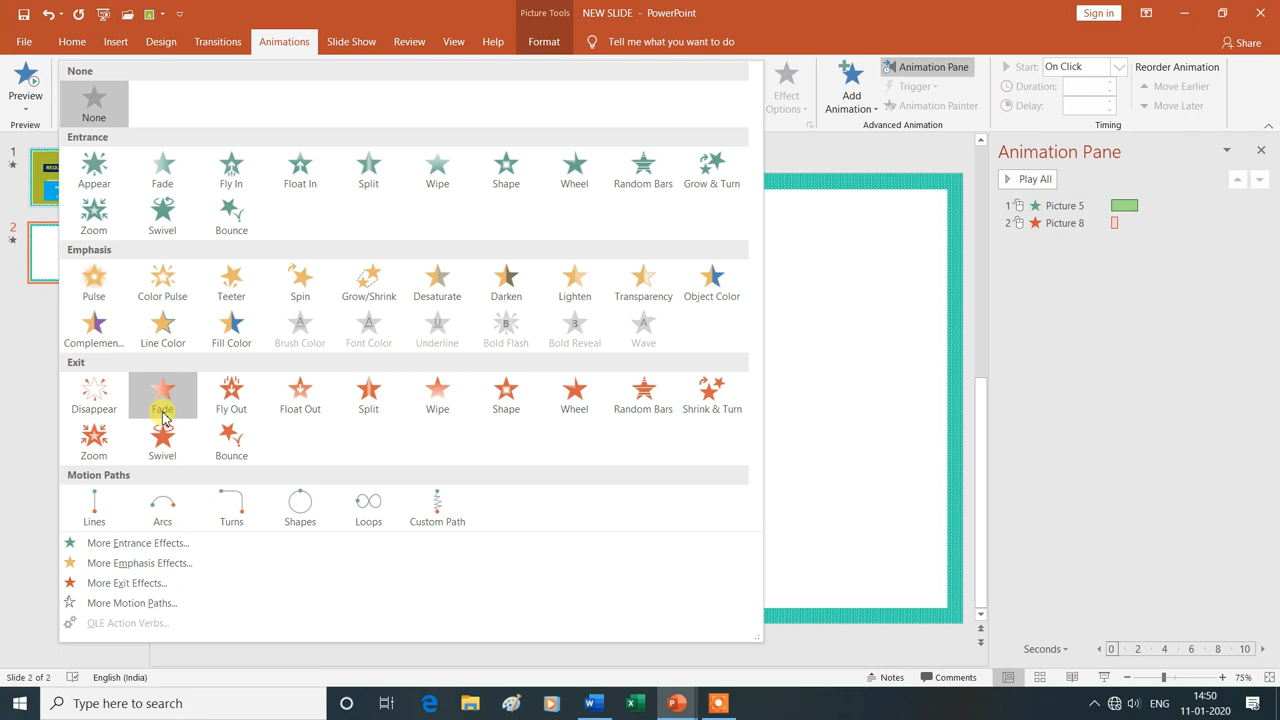 Picture Tools
NEW SLIDE - PowerPoint
Sign in
File Home Insert Design Transitions Animations Slide Show Review View Help Format Tell me what you want to do Share
Preview
Preview
None
None
Entrance
Appear Fade Fly In Float In Split Wipe Shape Wheel Random Bars Grow & Turn
Zoom Swivel Bounce
Emphasis
Pulse Color Pulse Teeter Spin Grow/Shrink Desaturate Darken Lighten Transparency Object Color
Complemen... Line Color Fill Color Brush Color Font Color Underline Bold Flash Bold Reveal Wave
Exit
Disappear Fade Fly Out Float Out Split Wipe Shape Wheel Random Bars Shrink & Turn
Zoom Swivel Bounce
Motion Paths
Lines Arcs Turns Shapes Loops Custom Path
More Entrance Effects...
More Emphasis Effects...
More Exit Effects...
More Motion Paths...
OLE Action Verbs...
Effect Options
Add Animation
Animation Pane
Trigger
Animation Painter
Advanced Animation
Start: On Click
Duration:
Delay:
Reorder Animation
Move Earlier
Move Later
Timing
1
2
Animation Pane
Play All
1 Picture 5
2 Picture 8
Seconds 0 2 4 6 8 10
Slide 2 of 2 English (India) Notes Comments 75%
Type here to search
ENG
14:50
11-01-2020